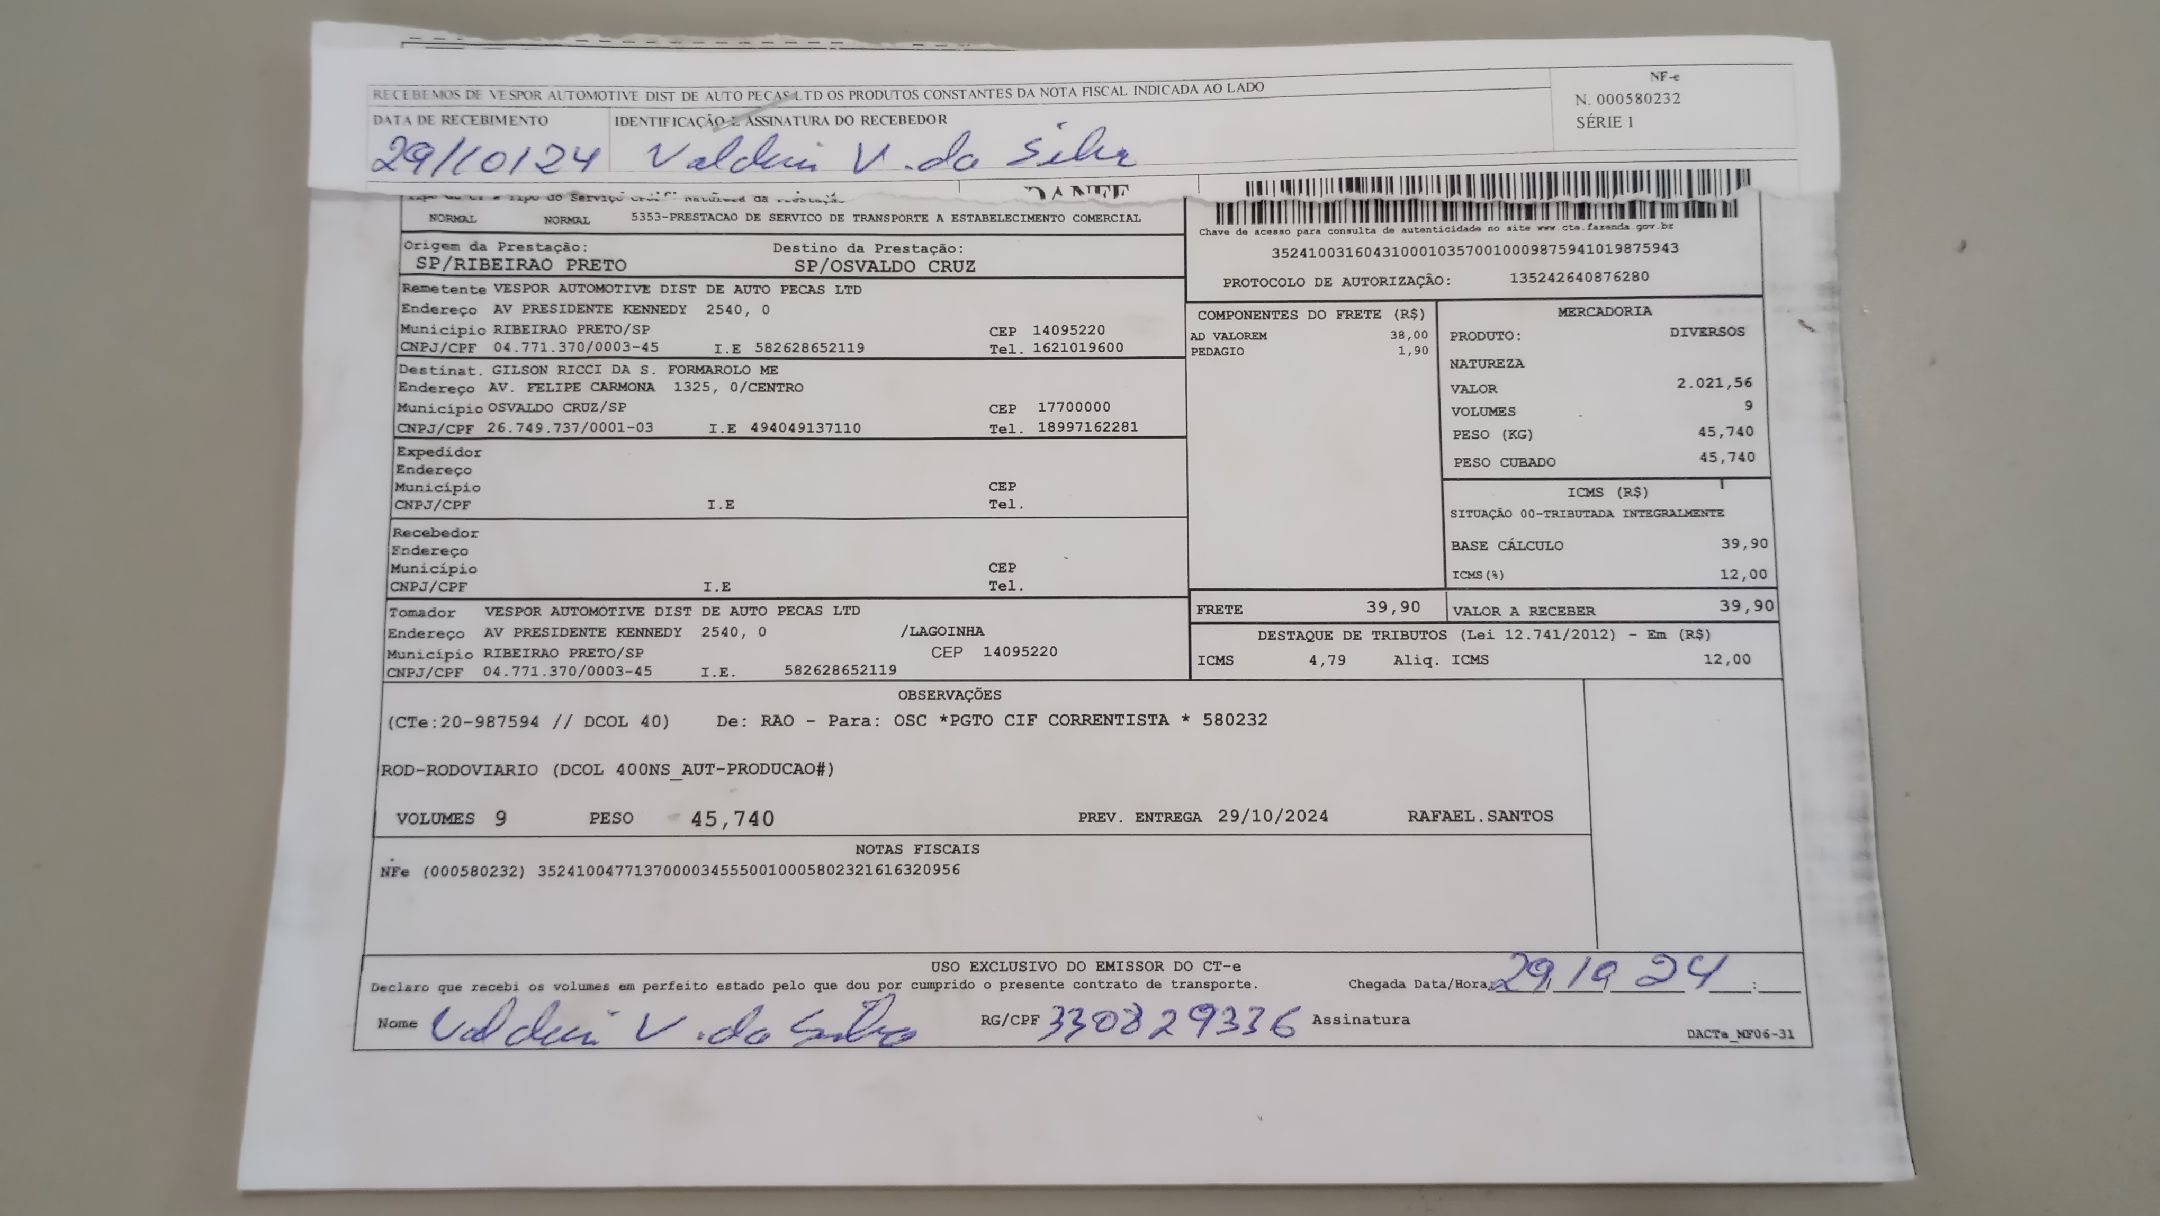 RECEBEMOS DE VESPOR AUTOMOTIVE DIST DE AUTO PECAS LTD OS PRODUTOS CONSTANTES DA NOTA FISCAL INDICADA AO LADO
NF-e
N. 000580232
SÉRIE 1
DATA DE RECEBIMENTO IDENTIFICAÇÃO E ASSINATURA DO RECEBEDOR
29/10/24 Valdeci V. da Silva
DANFE
NORMAL NORMAL 5353-PRESTACAO DE SERVICO DE TRANSPORTE A ESTABELECIMENTO COMERCIAL
Chave de acesso para consulta de autenticidade no site www.cte.fazenda.gov.br
35241003160431000103570010009875941019875943
PROTOCOLO DE AUTORIZAÇÃO: 135242640876280
Origem da Prestação: Destino da Prestação:
SP/RIBEIRAO PRETO SP/OSVALDO CRUZ
Remetente VESPOR AUTOMOTIVE DIST DE AUTO PECAS LTD
Endereço AV PRESIDENTE KENNEDY 2540, 0
Município RIBEIRAO PRETO/SP CEP 14095220
CNPJ/CPF 04.771.370/0003-45 I.E 582628652119 Tel. 1621019600
Destinat. GILSON RICCI DA S. FORMAROLO ME
Endereço AV. FELIPE CARMONA 1325, 0/CENTRO
Município OSVALDO CRUZ/SP CEP 17700000
CNPJ/CPF 26.749.737/0001-03 I.E 494049137110 Tel. 18997162281
Expedidor
Endereço
Município CEP
CNPJ/CPF I.E Tel.
Recebedor
Endereço
Município CEP
CNPJ/CPF I.E Tel.
Tomador VESPOR AUTOMOTIVE DIST DE AUTO PECAS LTD
Endereço AV PRESIDENTE KENNEDY 2540, 0 /LAGOINHA
Município RIBEIRAO PRETO/SP CEP 14095220
CNPJ/CPF 04.771.370/0003-45 I.E. 582628652119
COMPONENTES DO FRETE (R$)
AD VALOREM 38,00
PEDAGIO 1,90
MERCADORIA
PRODUTO: DIVERSOS
NATUREZA
VALOR 2.021,56
VOLUMES 9
PESO (KG) 45,740
PESO CUBADO 45,740
ICMS (R$)
SITUAÇÃO 00-TRIBUTADA INTEGRALMENTE
BASE CÁLCULO 39,90
ICMS(%) 12,00
FRETE 39,90 VALOR A RECEBER 39,90
DESTAQUE DE TRIBUTOS (Lei 12.741/2012) - Em (R$)
ICMS 4,79 Aliq. ICMS 12,00
OBSERVAÇÕES
(CTe:20-987594 // DCOL 40) De: RAO - Para: OSC *PGTO CIF CORRENTISTA * 580232
ROD-RODOVIARIO (DCOL 400NS_AUT-PRODUCAO#)
VOLUMES 9 PESO 45,740 PREV. ENTREGA 29/10/2024 RAFAEL.SANTOS
NOTAS FISCAIS
NFe (000580232) 35241004771370000345550010005802321616320956
USO EXCLUSIVO DO EMISSOR DO CT-e
Declaro que recebi os volumes em perfeito estado pelo que dou por cumprido o presente contrato de transporte. Chegada Data/Hora 29/10 24 :
Nome Valdeci V. da Silva RG/CPF 330829336 Assinatura
DACTe_MF06-31